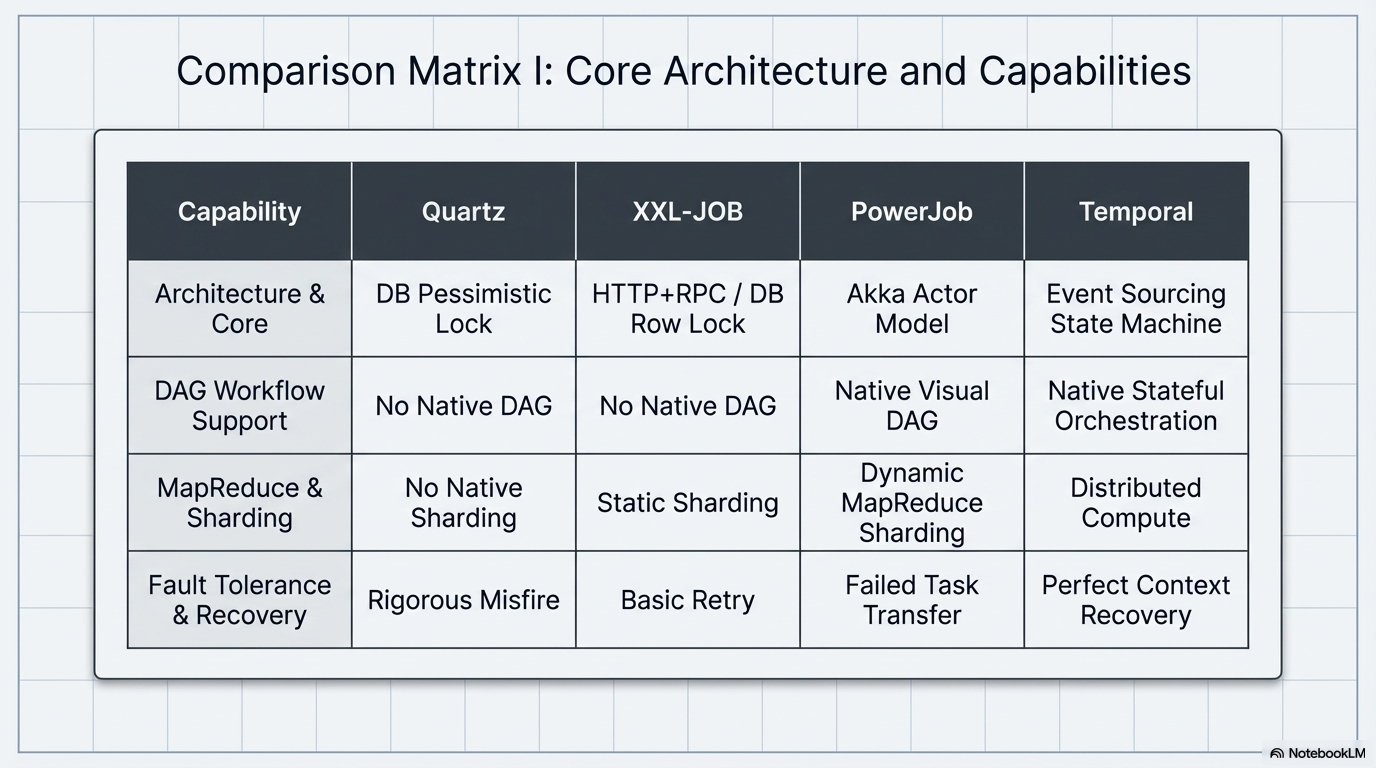 Comparison Matrix I: Core Architecture and Capabilities
Capability
Quartz
XXL-JOB
PowerJob
Temporal
Architecture &
Core
DB Pessimistic
Lock
HTTP+RPC / DB
Row Lock
Akka Actor
Model
Event Sourcing
State Machine
DAG Workflow
Support
No Native DAG
No Native DAG
Native Visual
DAG
Native Stateful
Orchestration
MapReduce &
Sharding
No Native
Sharding
Static Sharding
Dynamic
MapReduce
Sharding
Distributed
Compute
Fault Tolerance
& Recovery
Rigorous Misfire
Basic Retry
Failed Task
Transfer
Perfect Context
Recovery
NotebookLM